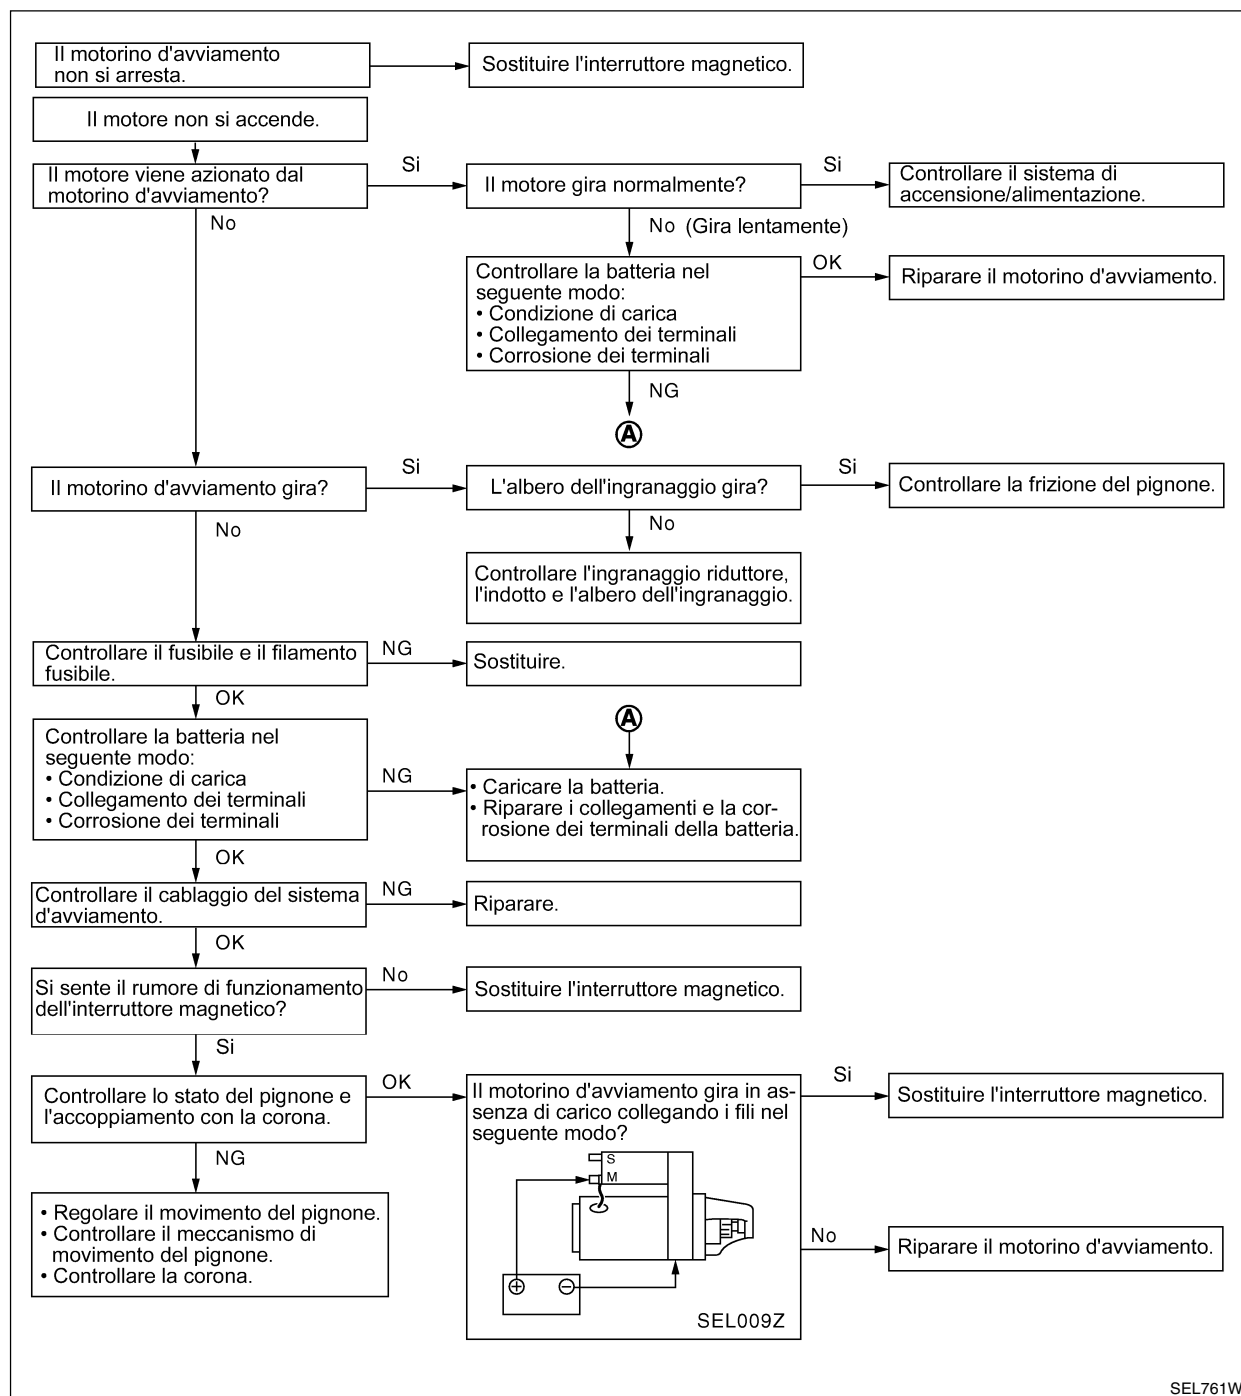 Il motorino d'avviamento
non si arresta.
Sostituire l'interruttore magnetico.
Il motore non si accende.
Il motore viene azionato dal
motorino d'avviamento?
Si
Il motore gira normalmente?
Si
Controllare il sistema di
accensione/alimentazione.
No
No (Gira lentamente)
Controllare la batteria nel
seguente modo:
• Condizione di carica
• Collegamento dei terminali
• Corrosione dei terminali
OK
Riparare il motorino d'avviamento.
NG
A
Il motorino d'avviamento gira?
Si
L'albero dell'ingranaggio gira?
Si
Controllare la frizione del pignone.
No
No
Controllare l'ingranaggio riduttore,
l'indotto e l'albero dell'ingranaggio.
Controllare il fusibile e il filamento
fusibile.
NG
Sostituire.
OK
A
Controllare la batteria nel
seguente modo:
• Condizione di carica
• Collegamento dei terminali
• Corrosione dei terminali
NG
• Caricare la batteria.
• Riparare i collegamenti e la cor-
rosione dei terminali della batteria.
OK
Controllare il cablaggio del sistema
d'avviamento.
NG
Riparare.
OK
Si sente il rumore di funzionamento
dell'interruttore magnetico?
No
Sostituire l'interruttore magnetico.
Si
Controllare lo stato del pignone e
l'accoppiamento con la corona.
OK
Il motorino d'avviamento gira in as-
senza di carico collegando i fili nel
seguente modo?
Si
Sostituire l'interruttore magnetico.
NG
S
M
• Regolare il movimento del pignone.
• Controllare il meccanismo di
movimento del pignone.
• Controllare la corona.
No
Riparare il motorino d'avviamento.
+ −
SEL009Z
SEL761W